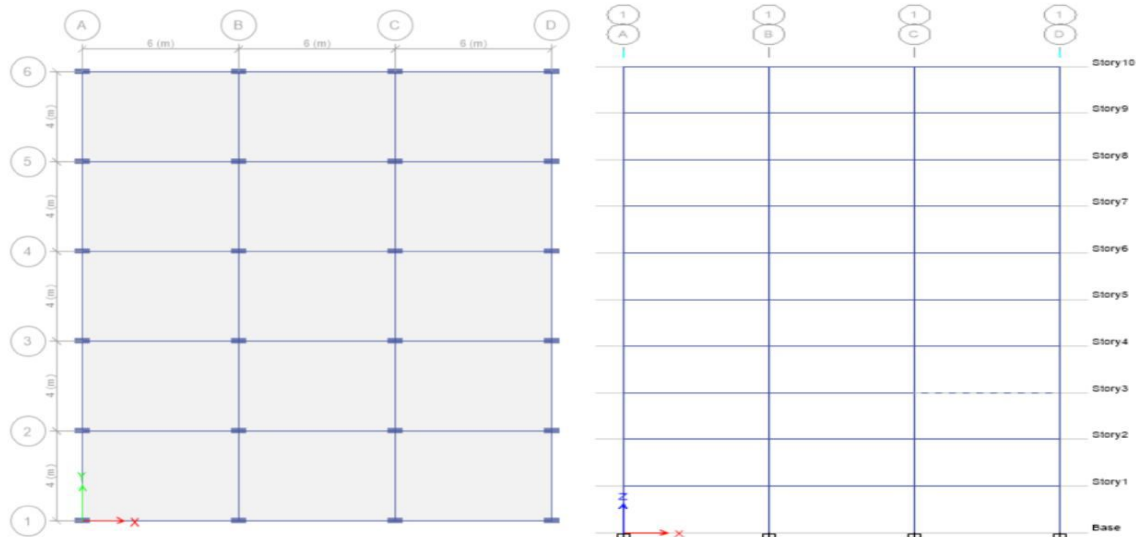 A B C D
6 (m) 6 (m) 6 (m)
6
4 (m)
5
4 (m)
4
4 (m)
3
4 (m)
2
4 (m)
1
Y
X
1 1 1 1
A B C D
Story10
Story9
Story8
Story7
Story6
Story5
Story4
Story3
Story2
Story1
Z
X
Base